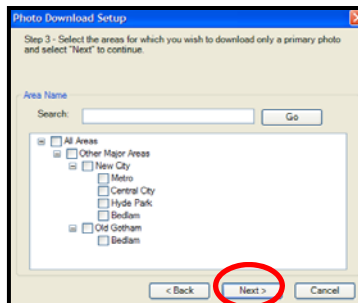 Photo Download Setup
Step 3 - Select the areas for which you wish to download only a primary photo
and select "Next" to continue.
Area Name
Search:
Go
All Areas
Other Major Areas
New City
Metro
Central City
Hyde Park
Bedlam
Old Gotham
Bedlam
< Back
Next >
Cancel